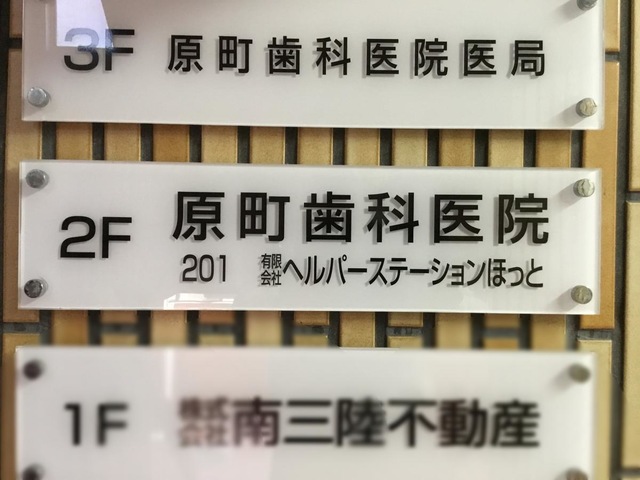 3F 原町歯科医院医局
2F 原町歯科医院
201 有限会社ヘルパーステーションほっと
1F 株式会社南三陸不動産